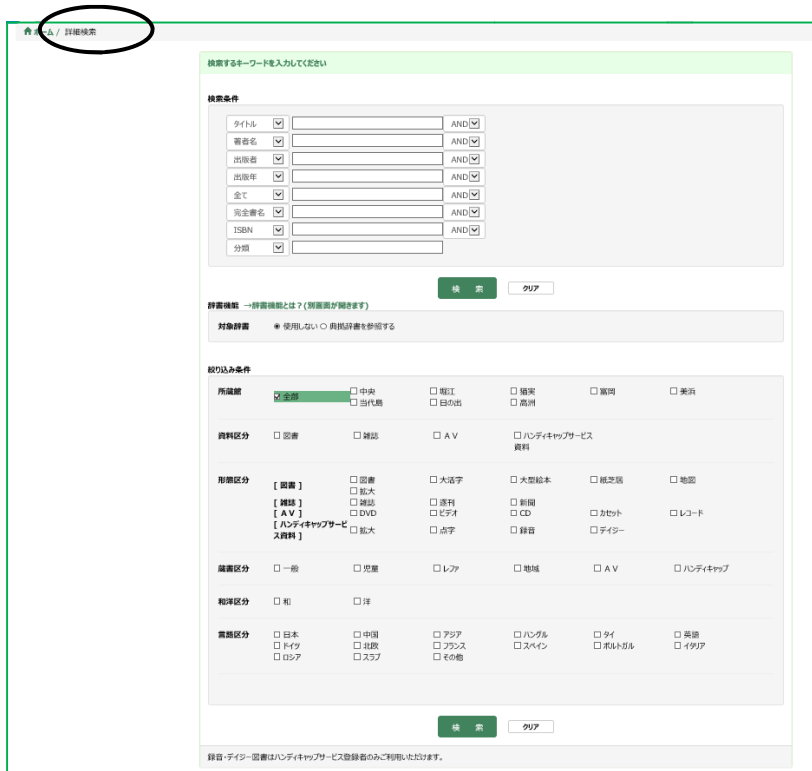 ホーム / 詳細検索
検索するキーワードを入力してください
検索条件
タイトル AND
著者名 AND
出版者 AND
出版年 AND
全て AND
完全書名 AND
ISBN AND
分類
検 索 クリア
辞書機能 →辞書機能とは?(別画面が開きます)
対象辞書 使用しない 典拠辞書を参照する
絞り込み条件
所蔵館 全部 中央 堀江 猫実 富岡 美浜
当代島 日の出 高洲
資料区分 図書 雑誌 AV ハンディキャップサービス
資料
形態区分 [ 図書 ] 図書 大活字 大型絵本 紙芝居 地図
拡大
[ 雑誌 ] 雑誌 逐刊 新聞
[ AV ] DVD ビデオ CD カセット レコード
[ ハンディキャップサービ
ス資料 ] 拡大 点字 録音 デイジー
蔵書区分 一般 児童 レファ 地域 AV ハンディキャップ
和洋区分 和 洋
言語区分 日本 中国 アジア ハングル タイ 英語
ドイツ 北欧 フランス スペイン ポルトガル イタリア
ロシア スラブ その他
検 索 クリア
録音・デイジー図書はハンディキャップサービス登録者のみご利用いただけます。